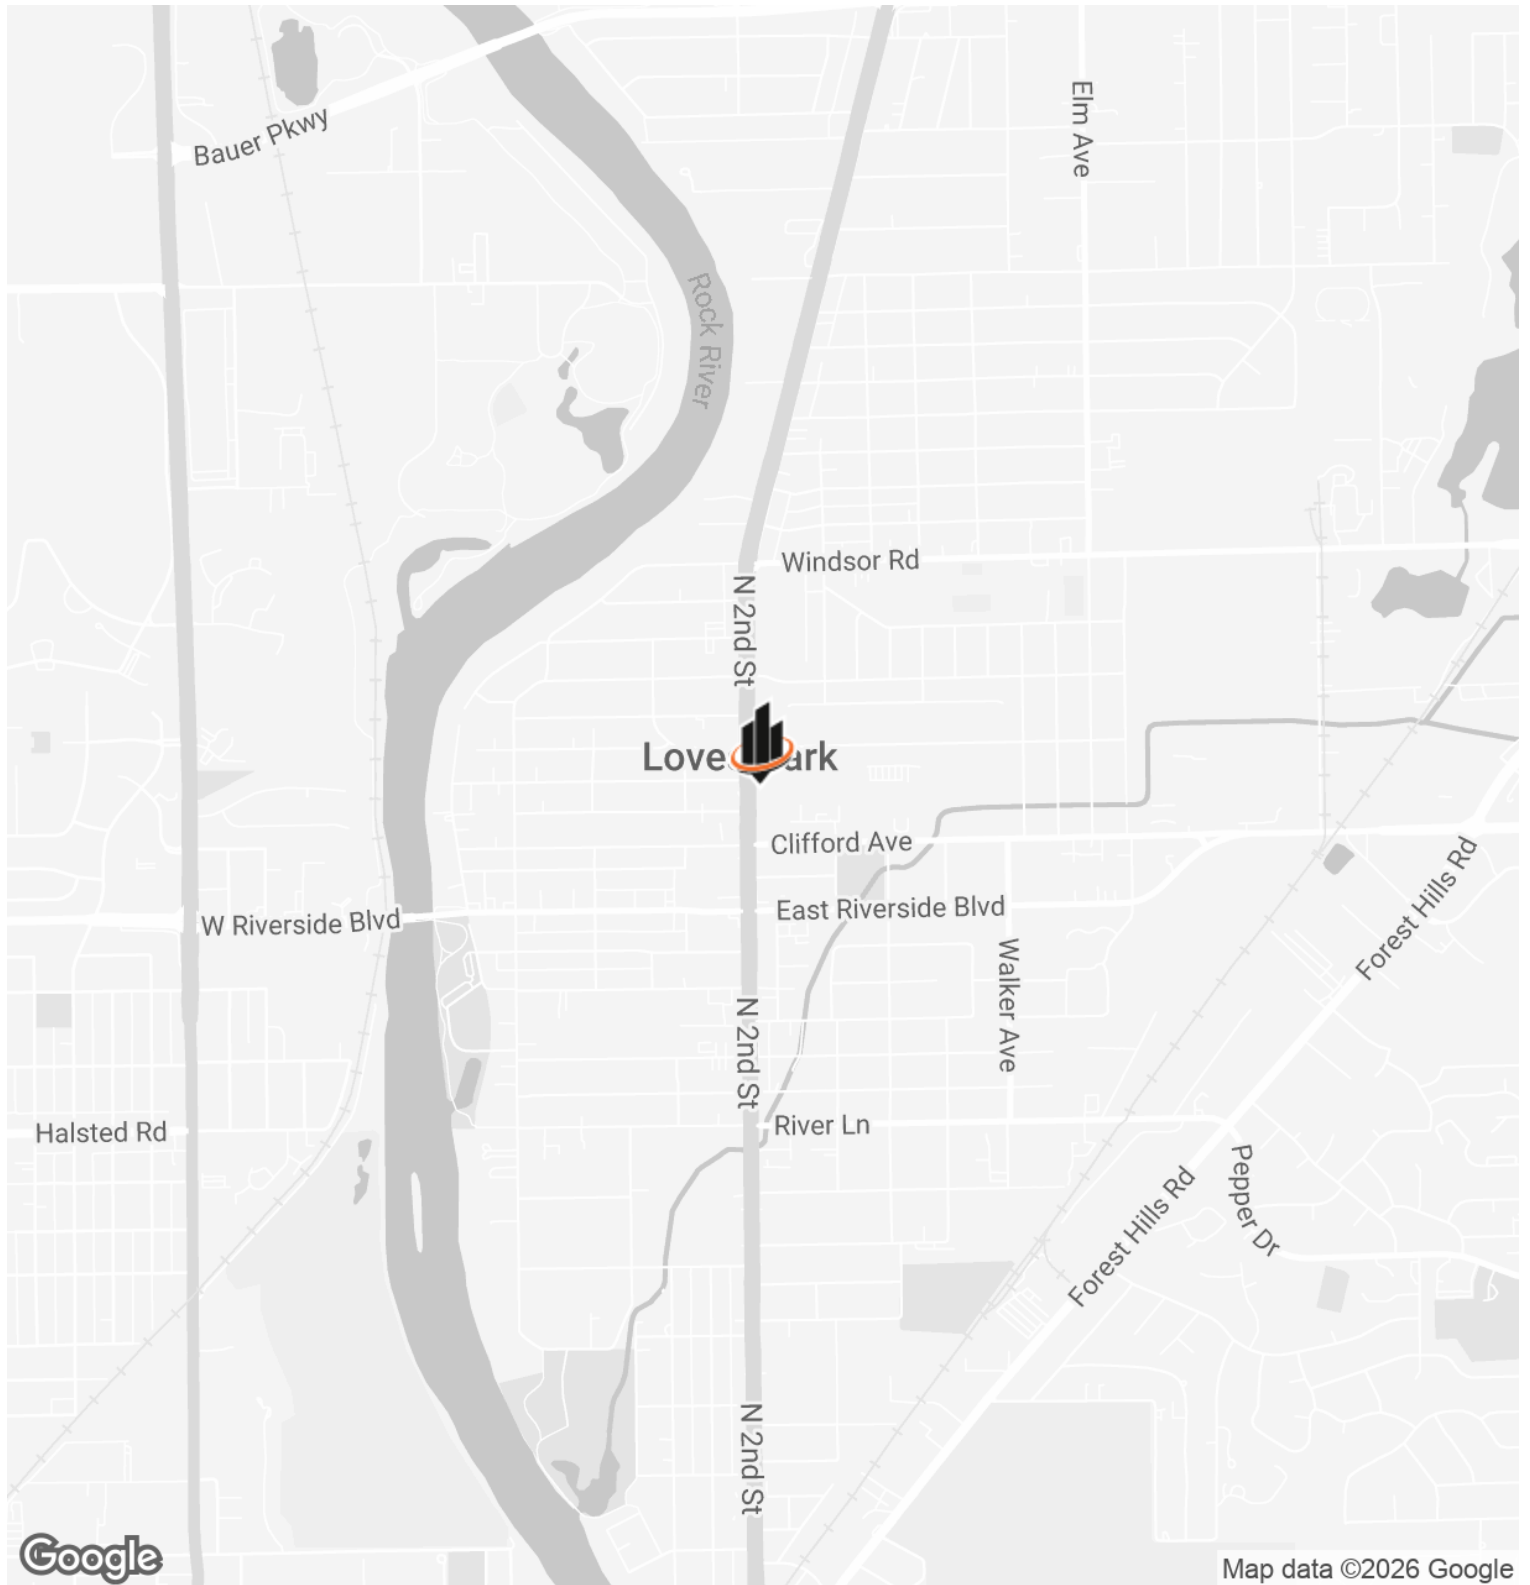 Elm Ave
Bauer Pkwy
Rock River
Windsor Rd
N 2nd St
Love ark
Clifford Ave
East Riverside Blvd
W Riverside Blvd
Forest Hills Rd
Walker Ave
N 2nd St
River Ln
Halsted Rd
Pepper Dr
Forest Hills Rd
N 2nd St
Google
Map data ©2026 Google